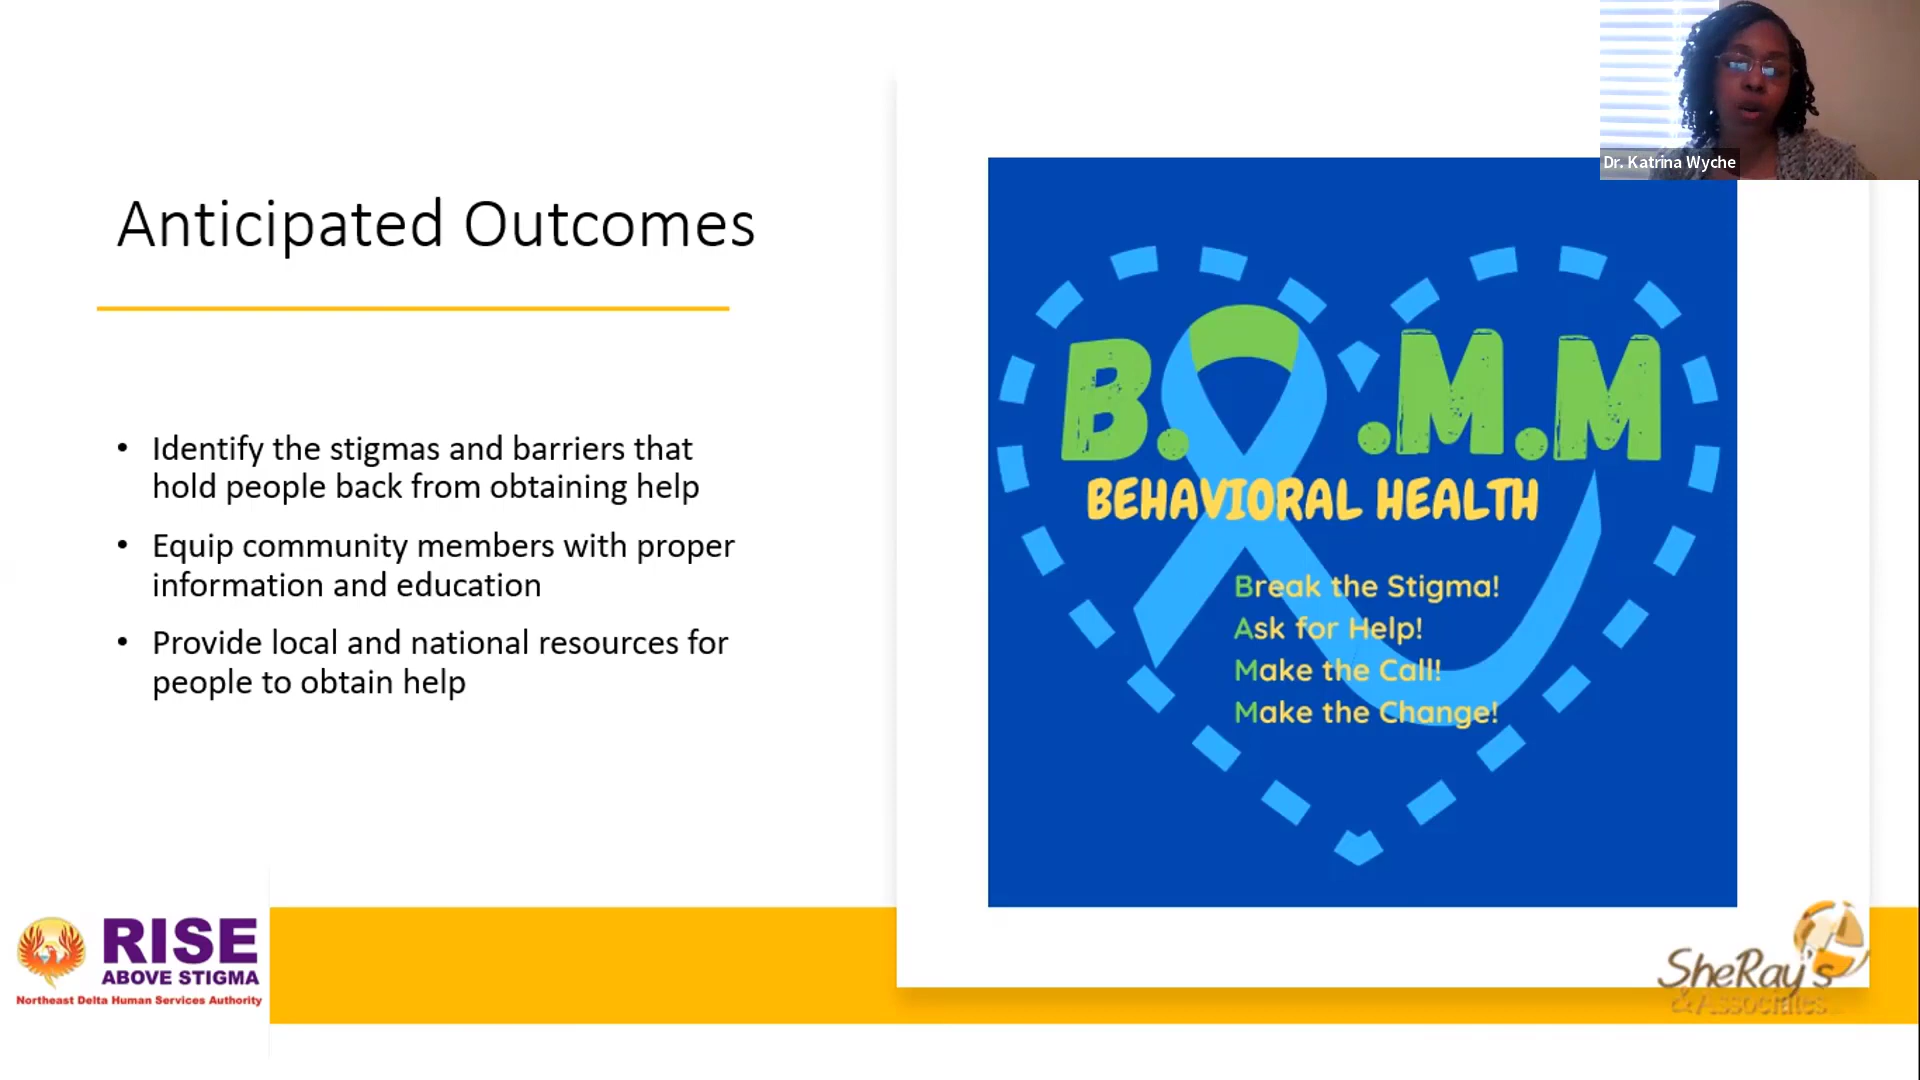 Dr. Katrina Wyche
Anticipated Outcomes
• Identify the stigmas and barriers that
hold people back from obtaining help
• Equip community members with proper
information and education
• Provide local and national resources for
people to obtain help
B. .M.M
BEHAVIORAL HEALTH
Break the Stigma!
Ask for Help!
Make the Call!
Make the Change!
RISE
ABOVE STIGMA
Northeast Delta Human Services Authority
SheRay's
& Associates